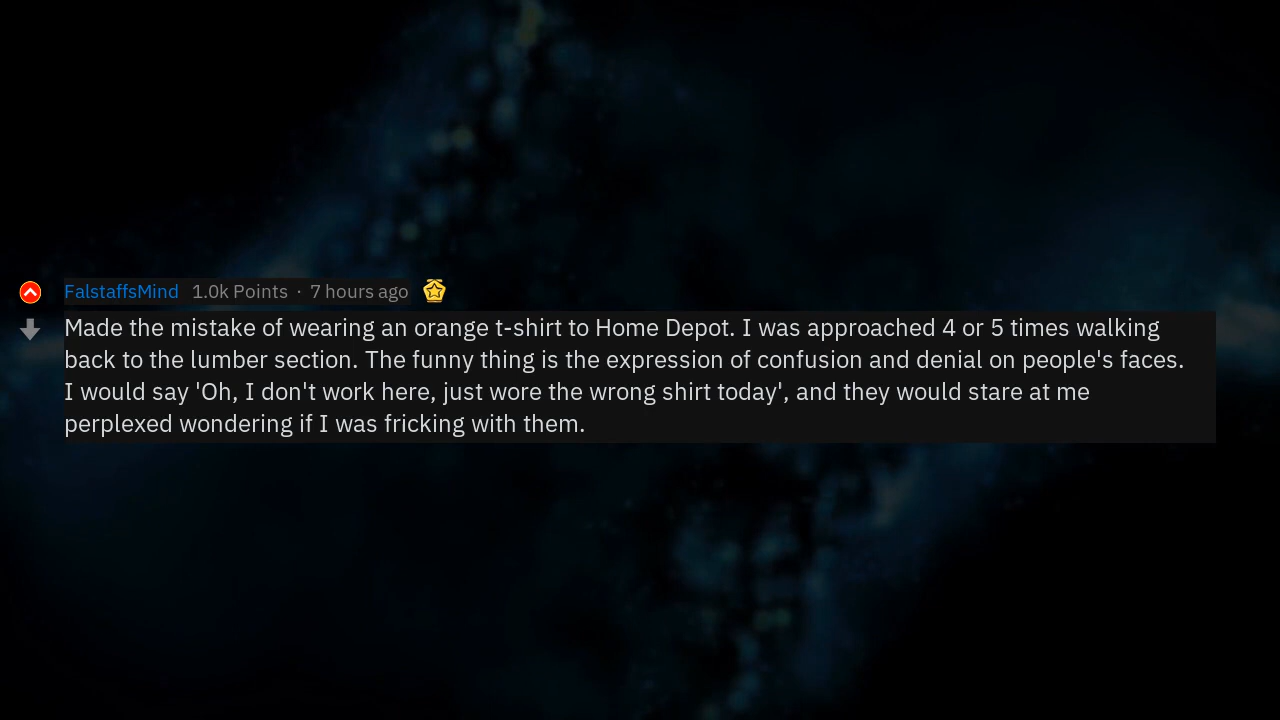 FalstaffsMind 1.0k Points · 7 hours ago
Made the mistake of wearing an orange t-shirt to Home Depot. I was approached 4 or 5 times walking
back to the lumber section. The funny thing is the expression of confusion and denial on people's faces.
I would say 'Oh, I don't work here, just wore the wrong shirt today', and they would stare at me
perplexed wondering if I was fricking with them.